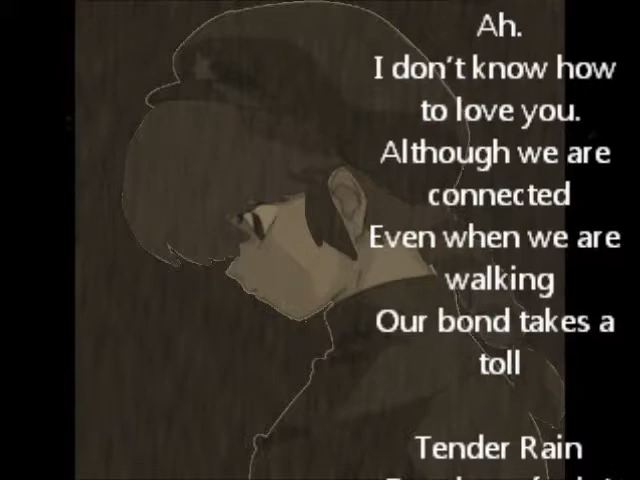 Ah.
I don't know how
to love you.
Although we are
connected
Even when we are
walking
Our bond takes a
toll
Tender Rain